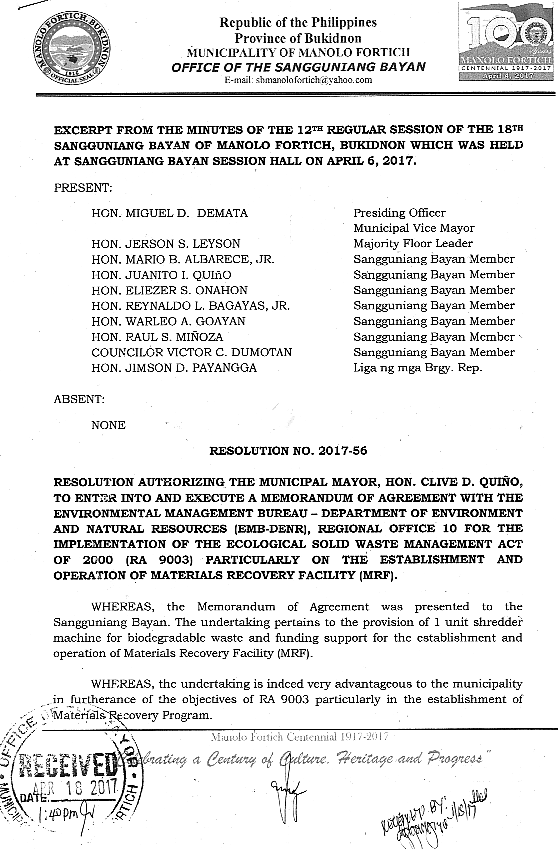 MANOLO FORTICH, BUKIDNON
1917
OFFICIAL SEAL
Republic of the Philippines
Province of Bukidnon
MUNICIPALITY OF MANOLO FORTICH
OFFICE OF THE SANGGUNIANG BAYAN
E-mail: sbmanolofortich@yahoo.com
100
MANOLO FORTICH
CENTENNIAL 1917-2017
EXCERPT FROM THE MINUTES OF THE 12TH REGULAR SESSION OF THE 18TH
SANGGUNIANG BAYAN OF MANOLO FORTICH, BUKIDNON WHICH WAS HELD
AT SANGGUNIANG BAYAN SESSION HALL ON APRIL 6, 2017.
PRESENT:
HON. MIGUEL D. DEMATA Presiding Officer
Municipal Vice Mayor
HON. JERSON S. LEYSON Majority Floor Leader
HON. MARIO B. ALBARECE, JR. Sangguniang Bayan Member
HON. JUANITO I. QUIñO Sangguniang Bayan Member
HON. ELIEZER S. ONAHON Sangguniang Bayan Member
HON. REYNALDO L. BAGAYAS, JR. Sangguniang Bayan Member
HON. WARLEO A. GOAYAN Sangguniang Bayan Member
HON. RAUL S. MIÑOZA Sangguniang Bayan Member
COUNCILOR VICTOR C. DUMOTAN Sangguniang Bayan Member
HON. JIMSON D. PAYANGGA Liga ng mga Brgy. Rep.
ABSENT:
NONE
RESOLUTION NO. 2017-56
RESOLUTION AUTHORIZING THE MUNICIPAL MAYOR, HON. CLIVE D. QUIÑO,
TO ENTER INTO AND EXECUTE A MEMORANDUM OF AGREEMENT WITH THE
ENVIRONMENTAL MANAGEMENT BUREAU – DEPARTMENT OF ENVIRONMENT
AND NATURAL RESOURCES (EMB-DENR), REGIONAL OFFICE 10 FOR THE
IMPLEMENTATION OF THE ECOLOGICAL SOLID WASTE MANAGEMENT ACT
OF 2000 (RA 9003) PARTICULARLY ON THE ESTABLISHMENT AND
OPERATION OF MATERIALS RECOVERY FACILITY (MRF).
WHEREAS, the Memorandum of Agreement was presented to the
Sangguniang Bayan. The undertaking pertains to the provision of 1 unit shredder
machine for biodegradable waste and funding support for the establishment and
operation of Materials Recovery Facility (MRF).
WHEREAS, the undertaking is indeed very advantageous to the municipality
in furtherance of the objectives of RA 9003 particularly in the establishment of
Materials Recovery Program.
Manolo Fortich Centennial 1917-2017
"Celebrating a Century of Culture, Heritage and Progress"
RECEIVED
DATE: APR 18 2017
1:40pm
RECEIVED BY: